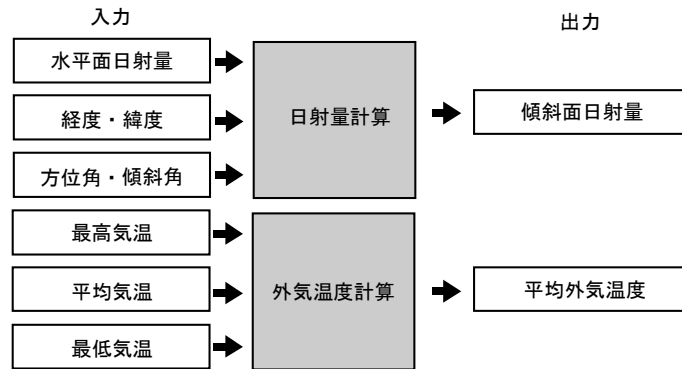 入力
出力
水平面日射量
経度・緯度
方位角・傾斜角
日射量計算
傾斜面日射量
最高気温
平均気温
最低気温
外気温度計算
平均外気温度